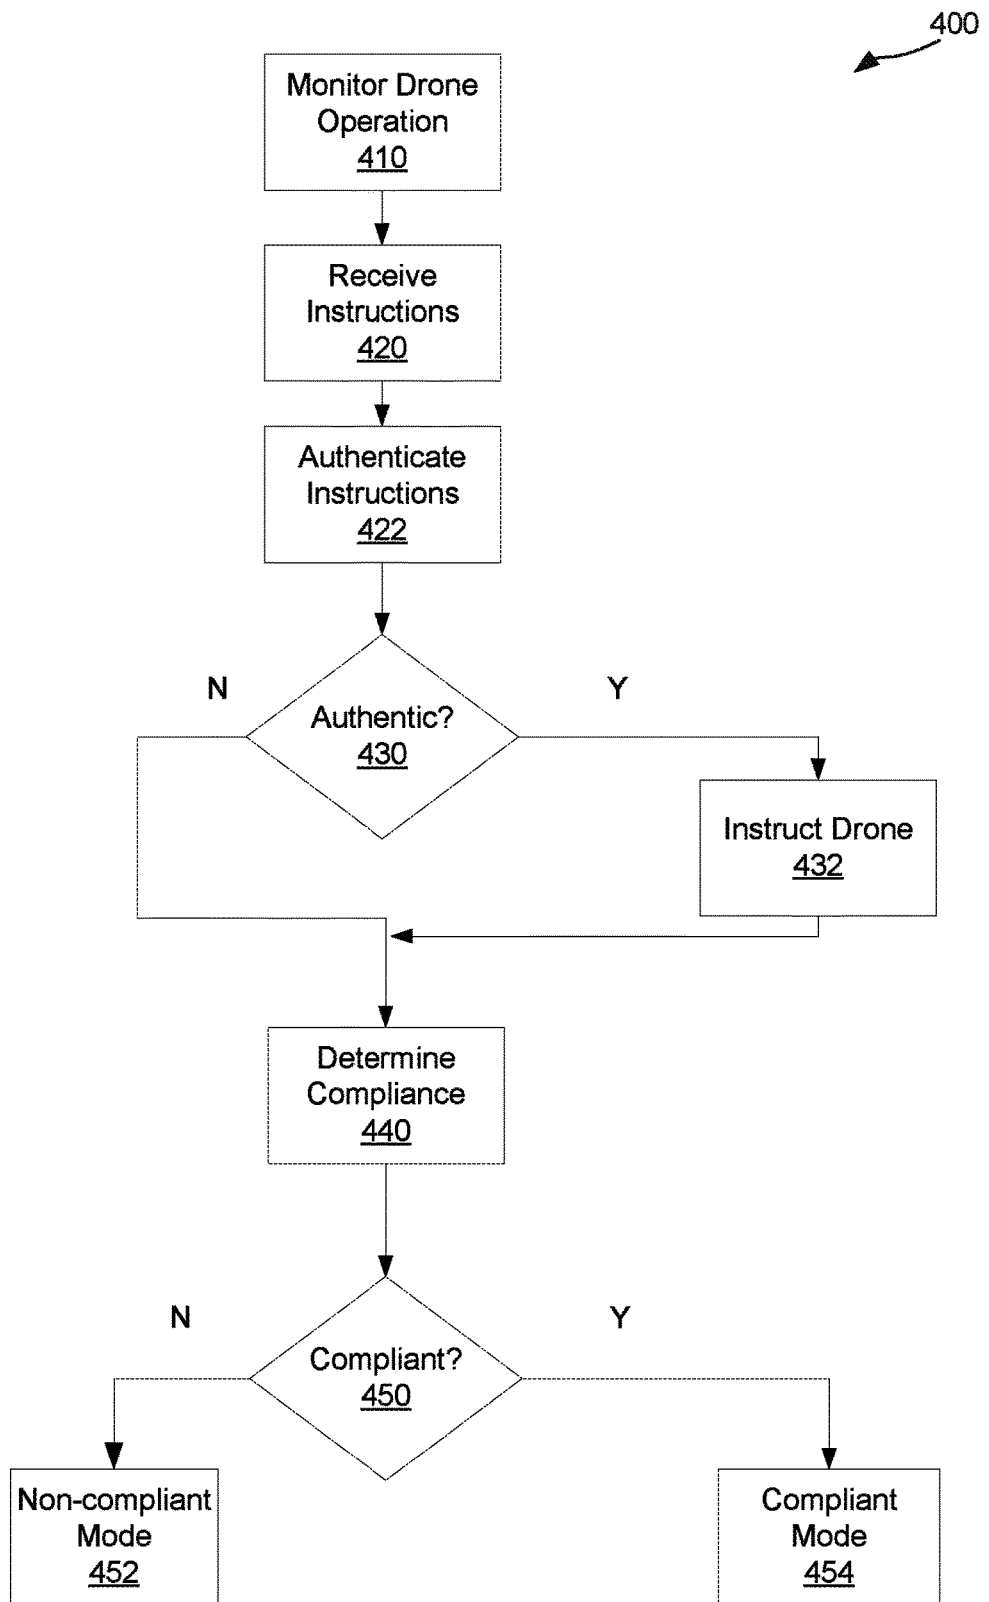 400
Monitor Drone
Operation
410
Receive
Instructions
420
Authenticate
Instructions
422
N
Y
Authentic?
430
Instruct Drone
432
Determine
Compliance
440
N
Y
Compliant?
450
Non-compliant
Mode
452
Compliant
Mode
454